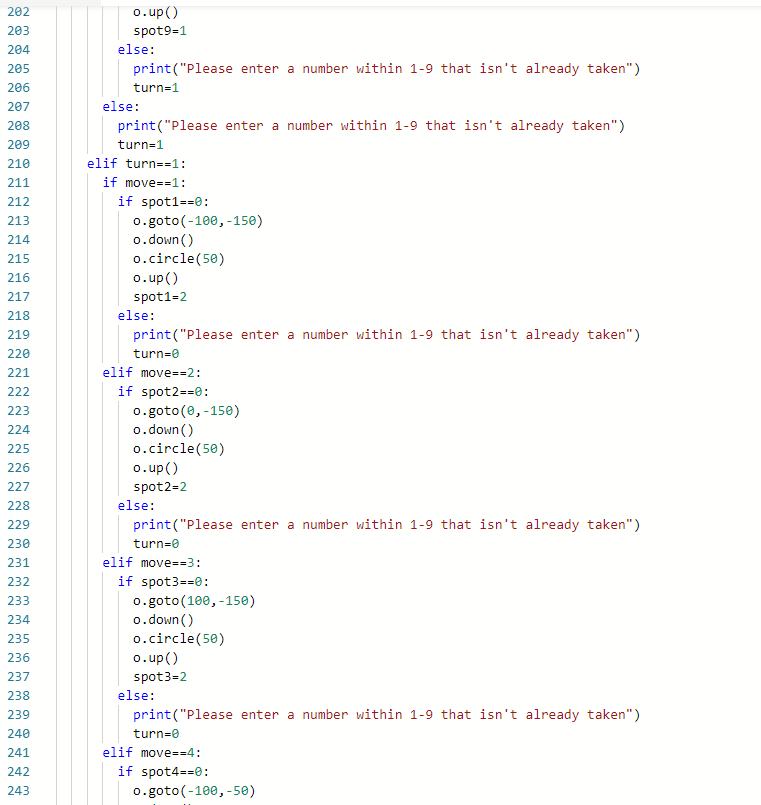 202 o.up()
203 spot9=1
204 else:
205 print("Please enter a number within 1-9 that isn't already taken")
206 turn=1
207 else:
208 print("Please enter a number within 1-9 that isn't already taken")
209 turn=1
210 elif turn==1:
211 if move==1:
212 if spot1==0:
213 o.goto(-100,-150)
214 o.down()
215 o.circle(50)
216 o.up()
217 spot1=2
218 else:
219 print("Please enter a number within 1-9 that isn't already taken")
220 turn=0
221 elif move==2:
222 if spot2==0:
223 o.goto(0,-150)
224 o.down()
225 o.circle(50)
226 o.up()
227 spot2=2
228 else:
229 print("Please enter a number within 1-9 that isn't already taken")
230 turn=0
231 elif move==3:
232 if spot3==0:
233 o.goto(100,-150)
234 o.down()
235 o.circle(50)
236 o.up()
237 spot3=2
238 else:
239 print("Please enter a number within 1-9 that isn't already taken")
240 turn=0
241 elif move==4:
242 if spot4==0:
243 o.goto(-100,-50)